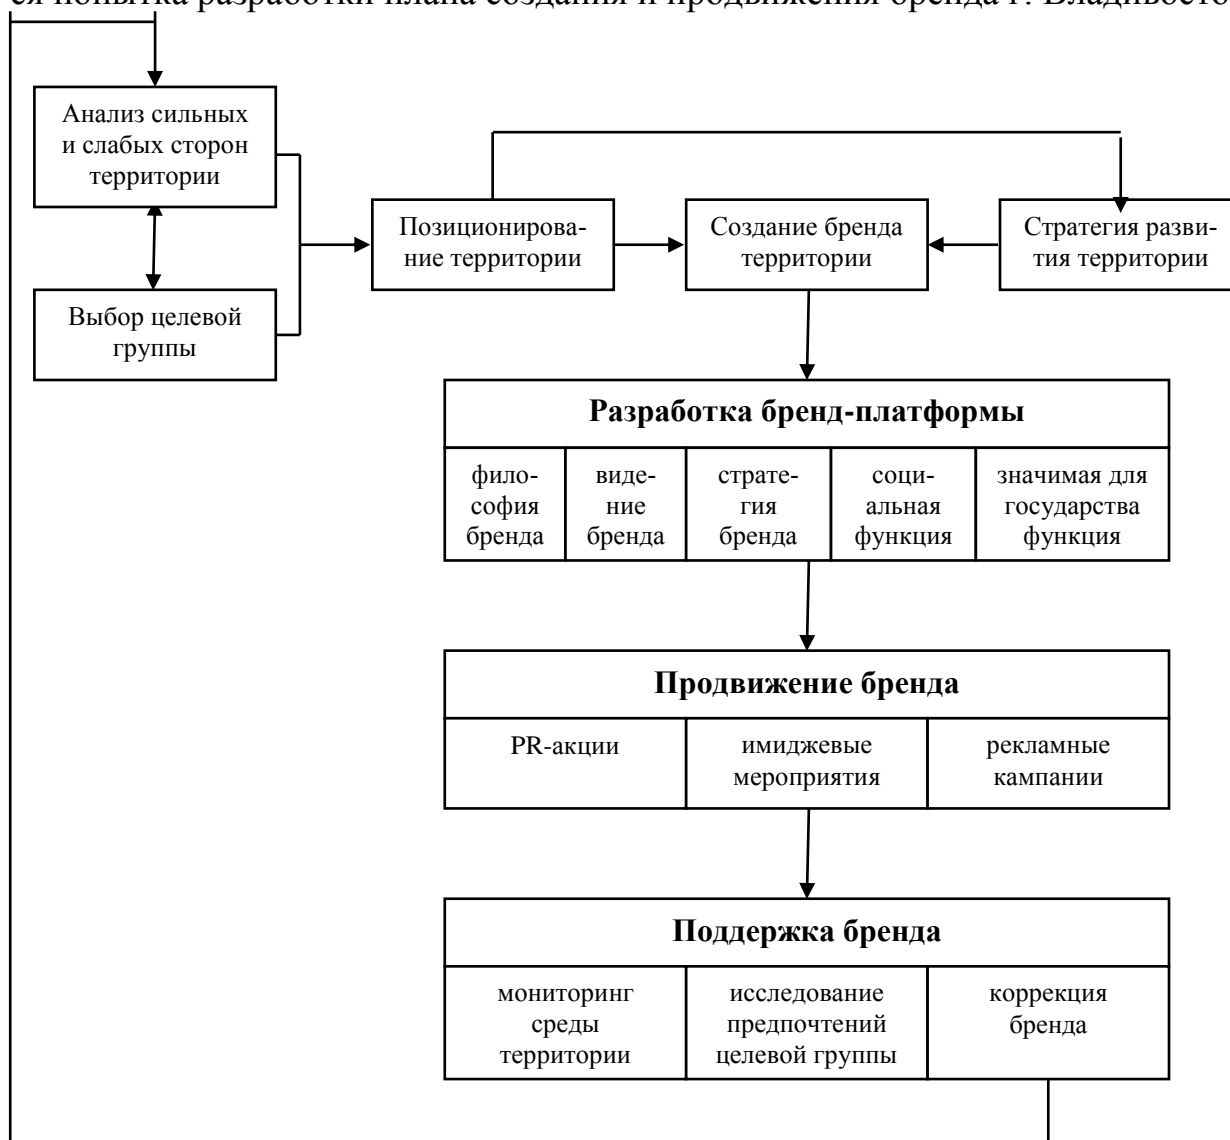 ся попытка разработки плана создания и продвижения бренда г. Владивосто
Анализ сильных
и слабых сторон
территории
Выбор целевой
группы
Позиционирова-
ние территории
Создание бренда
территории
Стратегия разви-
тия территории
Разработка бренд-платформы
фило-
софия
бренда
виде-
ние
бренда
страте-
гия
бренда
соци-
альная
функция
значимая для
государства
функция
Продвижение бренда
PR-акции
имиджевые
мероприятия
рекламные
кампании
Поддержка бренда
мониторинг
среды
территории
исследование
предпочтений
целевой группы
коррекция
бренда